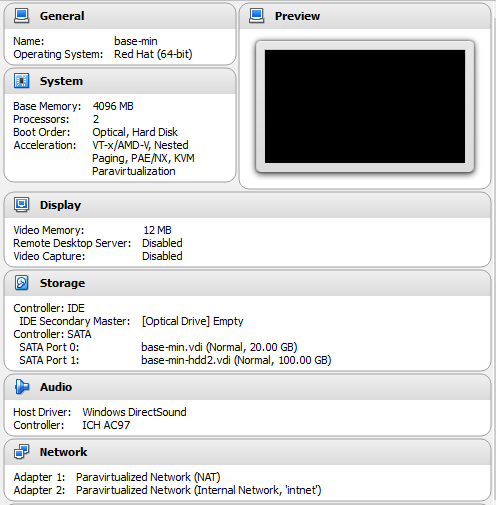 General
Name: base-min
Operating System: Red Hat (64-bit)
Preview
System
Base Memory: 4096 MB
Processors: 2
Boot Order: Optical, Hard Disk
Acceleration: VT-x/AMD-V, Nested
Paging, PAE/NX, KVM
Paravirtualization
Display
Video Memory: 12 MB
Remote Desktop Server: Disabled
Video Capture: Disabled
Storage
Controller: IDE
IDE Secondary Master: [Optical Drive] Empty
Controller: SATA
SATA Port 0: base-min.vdi (Normal, 20.00 GB)
SATA Port 1: base-min-hdd2.vdi (Normal, 100.00 GB)
Audio
Host Driver: Windows DirectSound
Controller: ICH AC97
Network
Adapter 1: Paravirtualized Network (NAT)
Adapter 2: Paravirtualized Network (Internal Network, 'intnet')